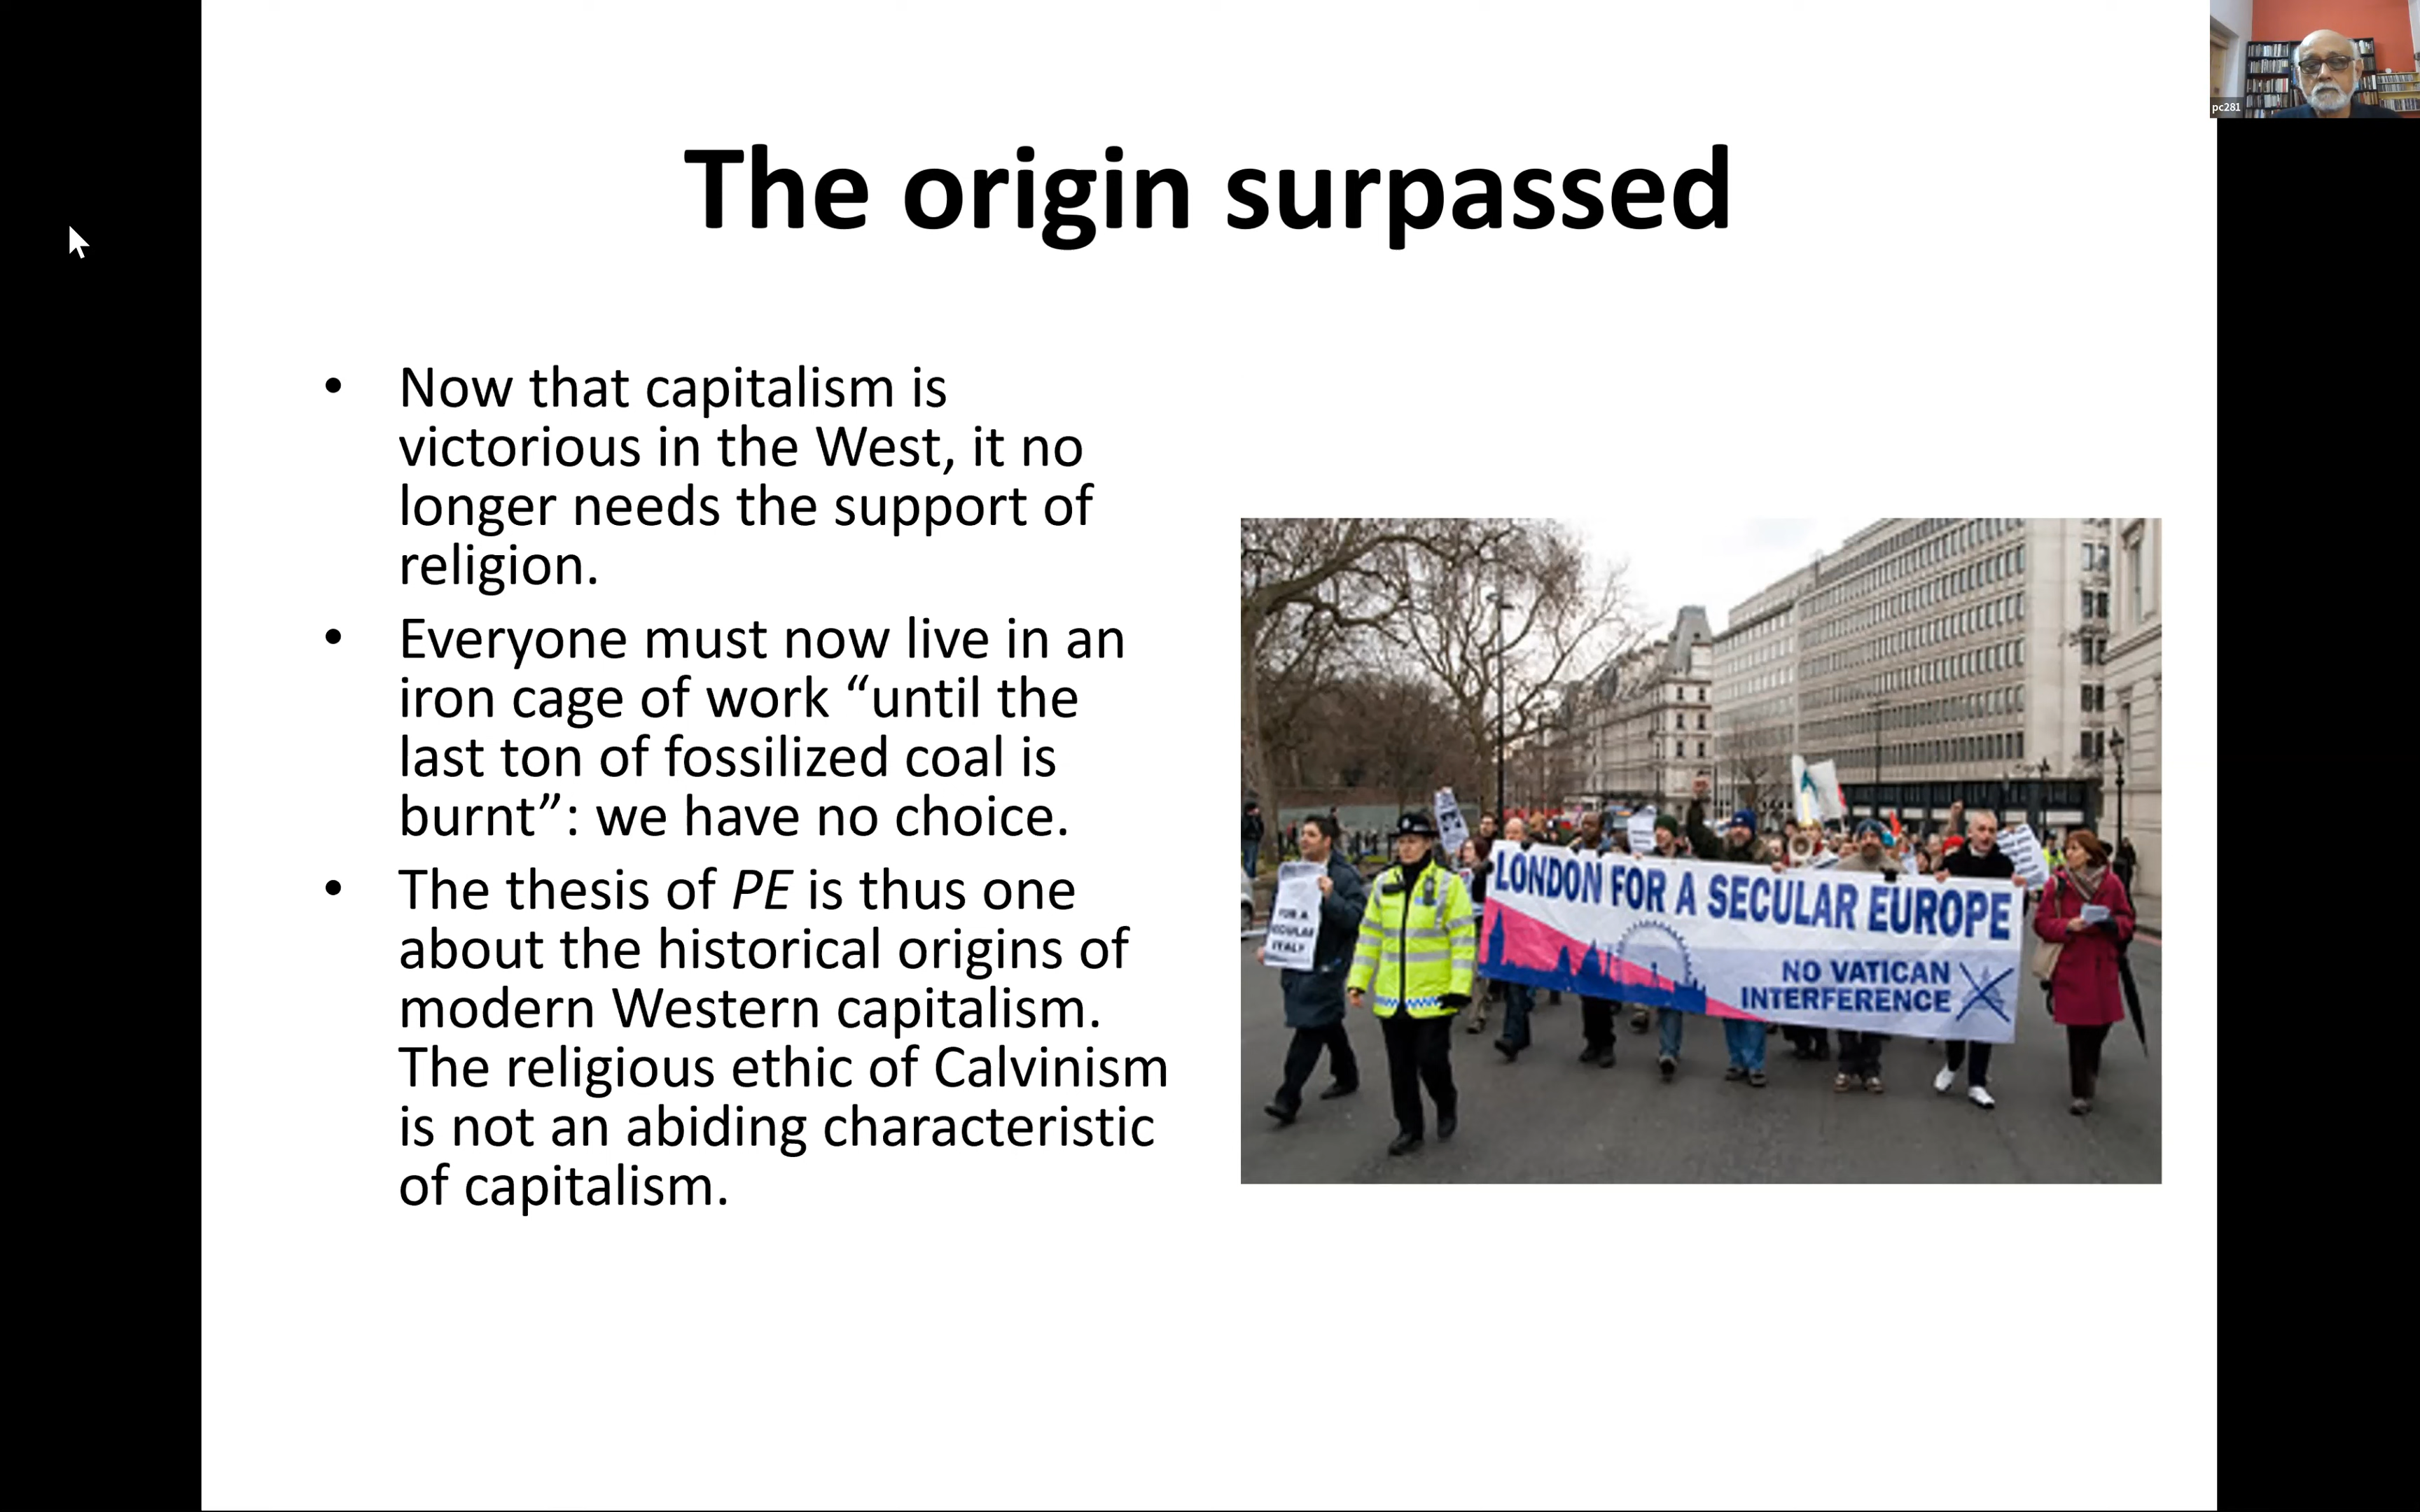 pc281
The origin surpassed
• Now that capitalism is
victorious in the West, it no
longer needs the support of
religion.
• Everyone must now live in an
iron cage of work “until the
last ton of fossilized coal is
burnt”: we have no choice.
• The thesis of PE is thus one
about the historical origins of
modern Western capitalism.
The religious ethic of Calvinism
is not an abiding characteristic
of capitalism.
LONDON FOR A SECULAR EUROPE
NO VATICAN
INTERFERENCE
FOR A
SECULAR
ITALY